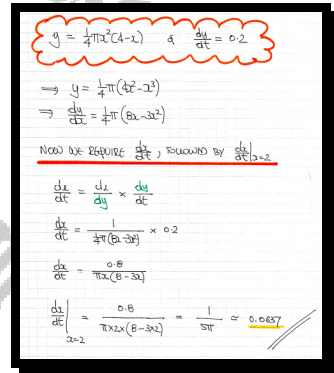 y = ¼πx²(4-x) & dy/dt = 0.2
⇒ y = ¼π(4x²-x³)
⇒ dy/dx = ¼π(8x-3x²)
NOW WE REQUIRE dx/dt, FOLLOWED BY dx/dt|x=2
dx/dt = dx/dy × dy/dt
dx/dt = 1/(¼π(8x-3x²)) × 0.2
dx/dt = 0.8/(πx(8-3x))
dx/dt|x=2 = 0.8/(π×2×(8-3×2)) = 1/5π ≈ 0.0637